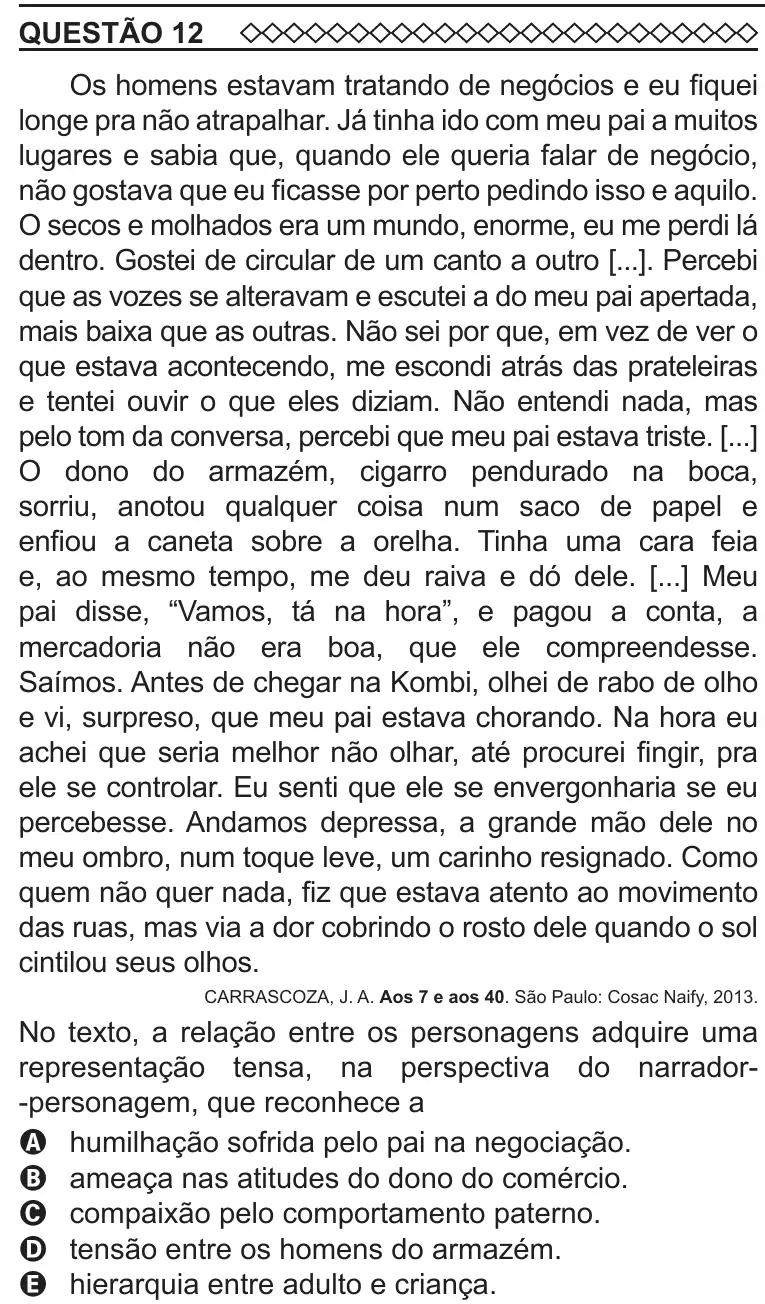 QUESTÃO 12
Os homens estavam tratando de negócios e eu fiquei
longe pra não atrapalhar. Já tinha ido com meu pai a muitos
lugares e sabia que, quando ele queria falar de negócio,
não gostava que eu ficasse por perto pedindo isso e aquilo.
O secos e molhados era um mundo, enorme, eu me perdi lá
dentro. Gostei de circular de um canto a outro [...]. Percebi
que as vozes se alteravam e escutei a do meu pai apertada,
mais baixa que as outras. Não sei por que, em vez de ver o
que estava acontecendo, me escondi atrás das prateleiras
e tentei ouvir o que eles diziam. Não entendi nada, mas
pelo tom da conversa, percebi que meu pai estava triste. [...]
O dono do armazém, cigarro pendurado na boca,
sorriu, anotou qualquer coisa num saco de papel e
enfiou a caneta sobre a orelha. Tinha uma cara feia
e, ao mesmo tempo, me deu raiva e dó dele. [...] Meu
pai disse, “Vamos, tá na hora”, e pagou a conta, a
mercadoria não era boa, que ele compreendesse.
Saímos. Antes de chegar na Kombi, olhei de rabo de olho
e vi, surpreso, que meu pai estava chorando. Na hora eu
achei que seria melhor não olhar, até procurei fingir, pra
ele se controlar. Eu senti que ele se envergonharia se eu
percebesse. Andamos depressa, a grande mão dele no
meu ombro, num toque leve, um carinho resignado. Como
quem não quer nada, fiz que estava atento ao movimento
das ruas, mas via a dor cobrindo o rosto dele quando o sol
cintilou seus olhos.
CARRASCOZA, J. A. Aos 7 e aos 40. São Paulo: Cosac Naify, 2013.
No texto, a relação entre os personagens adquire uma
representação tensa, na perspectiva do narrador-
-personagem, que reconhece a
A humilhação sofrida pelo pai na negociação.
B ameaça nas atitudes do dono do comércio.
C compaixão pelo comportamento paterno.
D tensão entre os homens do armazém.
E hierarquia entre adulto e criança.